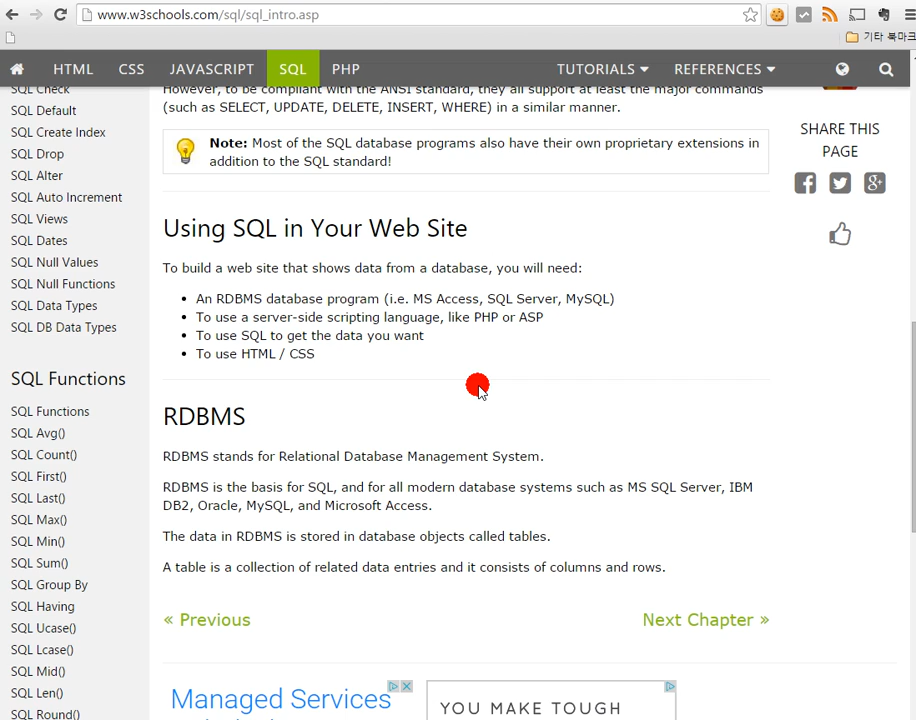 www.w3schools.com/sql/sql_intro.asp
기타 북마크
HTML CSS JAVASCRIPT SQL PHP TUTORIALS REFERENCES
SQL Check
SQL Default
SQL Create Index
SQL Drop
SQL Alter
SQL Auto Increment
SQL Views
SQL Dates
SQL Null Values
SQL Null Functions
SQL Data Types
SQL DB Data Types
SQL Functions
SQL Functions
SQL Avg()
SQL Count()
SQL First()
SQL Last()
SQL Max()
SQL Min()
SQL Sum()
SQL Group By
SQL Having
SQL Ucase()
SQL Lcase()
SQL Mid()
SQL Len()
SQL Round()
However, to be compliant with the ANSI standard, they all support at least the major commands
(such as SELECT, UPDATE, DELETE, INSERT, WHERE) in a similar manner.
Note: Most of the SQL database programs also have their own proprietary extensions in
addition to the SQL standard!
Using SQL in Your Web Site
To build a web site that shows data from a database, you will need:
• An RDBMS database program (i.e. MS Access, SQL Server, MySQL)
• To use a server-side scripting language, like PHP or ASP
• To use SQL to get the data you want
• To use HTML / CSS
RDBMS
RDBMS stands for Relational Database Management System.
RDBMS is the basis for SQL, and for all modern database systems such as MS SQL Server, IBM
DB2, Oracle, MySQL, and Microsoft Access.
The data in RDBMS is stored in database objects called tables.
A table is a collection of related data entries and it consists of columns and rows.
« Previous
Next Chapter »
Managed Services
YOU MAKE TOUGH
SHARE THIS
PAGE